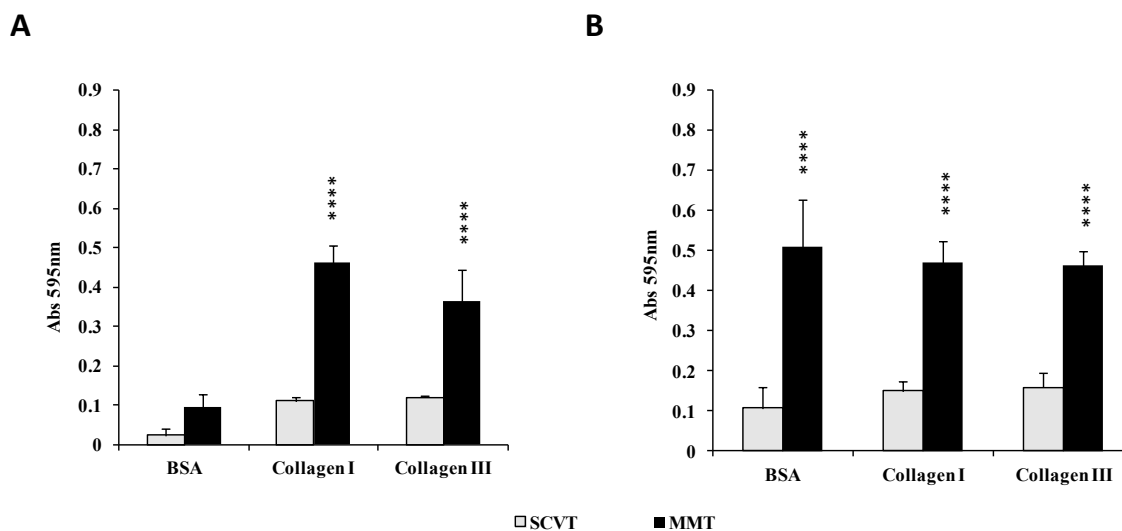 A
B
0.9
0.8
0.7
0.6
0.5
0.4
0.3
0.2
0.1
0
Abs 595nm
****
****
BSA
Collagen I
Collagen III
0.9
0.8
0.7
0.6
0.5
0.4
0.3
0.2
0.1
0
Abs 595nm
****
****
****
BSA
Collagen I
Collagen III
SCVT
MMT